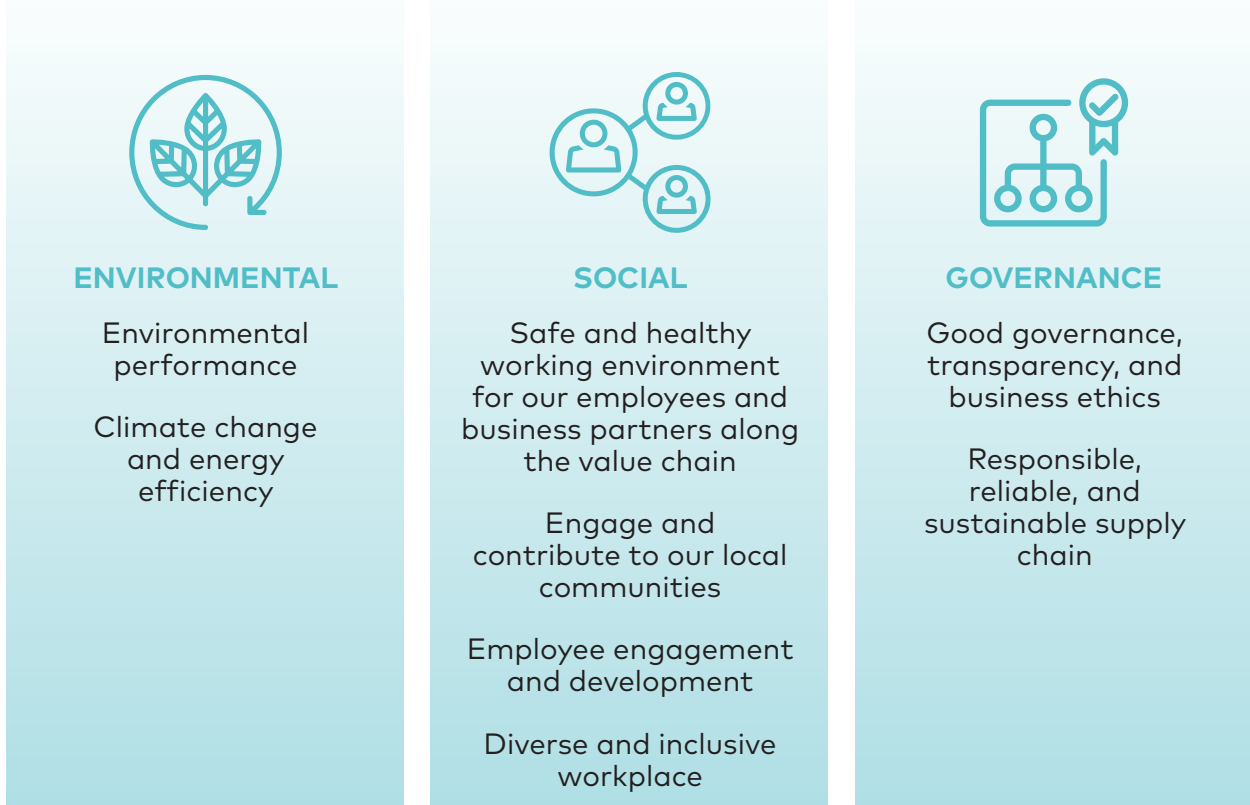 ENVIRONMENTAL
Environmental
performance
Climate change
and energy
efficiency
SOCIAL
Safe and healthy
working environment
for our employees and
business partners along
the value chain
Engage and
contribute to our local
communities
Employee engagement
and development
Diverse and inclusive
workplace
GOVERNANCE
Good governance,
transparency, and
business ethics
Responsible,
reliable, and
sustainable supply
chain